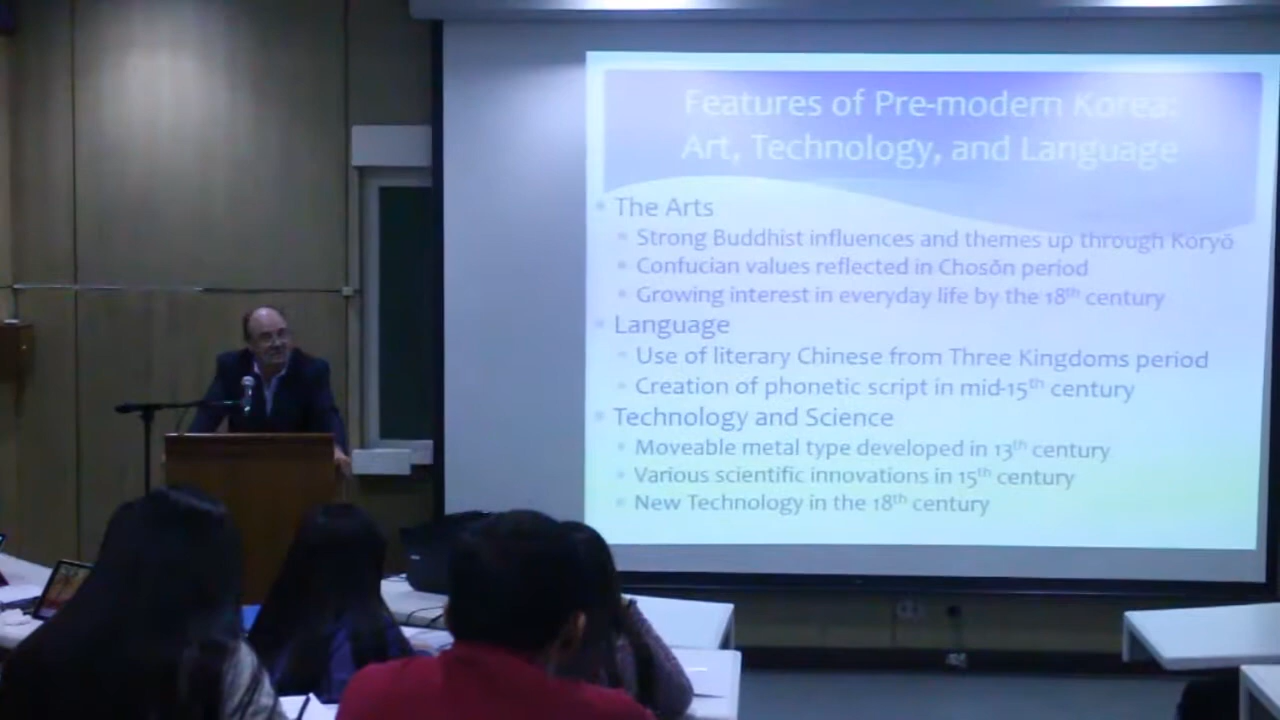 Features of Pre-modern Korea:
Art, Technology, and Language
The Arts
Strong Buddhist influences and themes up through Koryŏ
Confucian values reflected in Chosŏn period
Growing interest in everyday life by the 18th century
Language
Use of literary Chinese from Three Kingdoms period
Creation of phonetic script in mid-15th century
Technology and Science
Moveable metal type developed in 13th century
Various scientific innovations in 15th century
New Technology in the 18th century